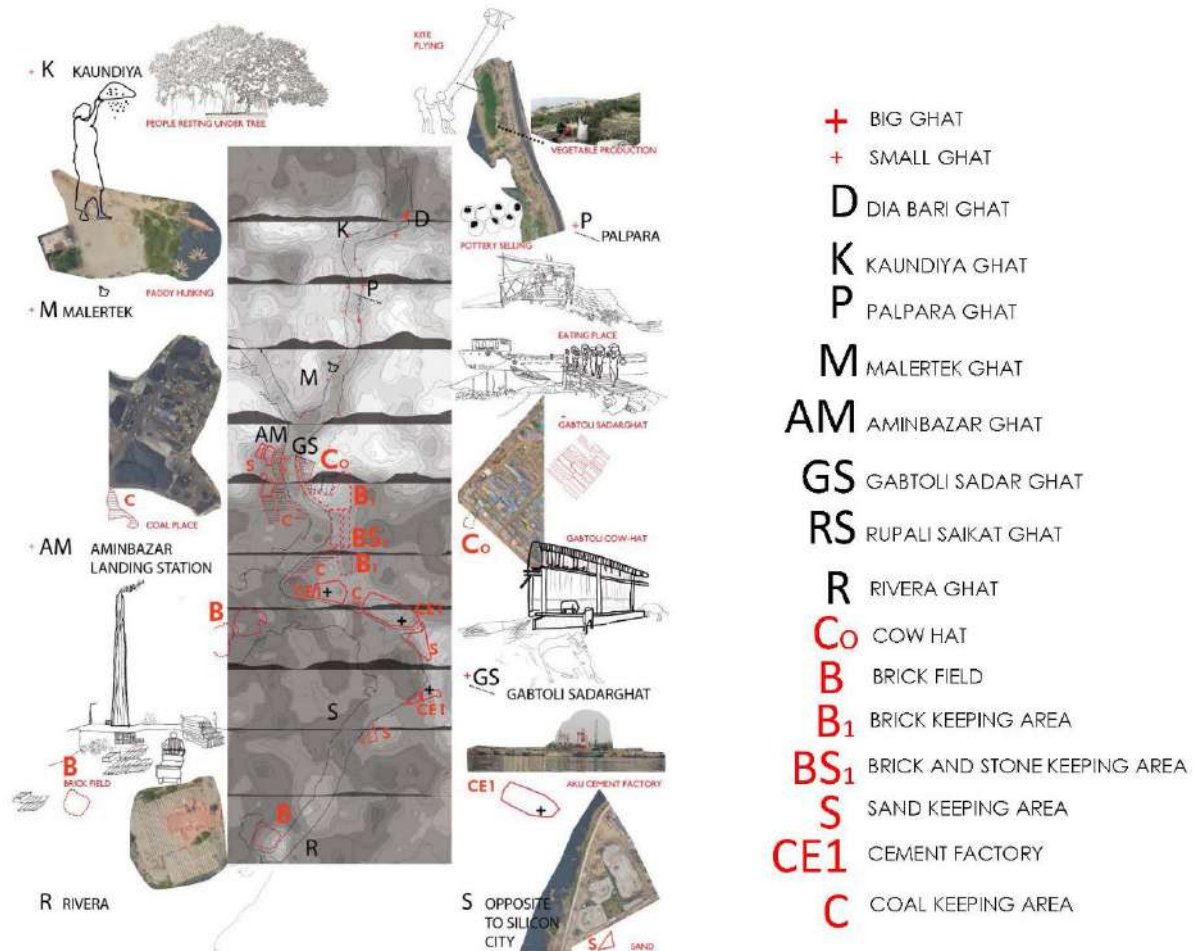 K KAUNDIYA
PEOPLE RESTING UNDER TREE
PADDY HUSKING
M MALERTEK
C
COAL PLACE
AM AMINBAZAR
LANDING STATION
B
BRICK FIELD
R RIVERA
K
D
P
M
AM
GS
S
C
Co
B1
C
BS1
B1
C
CE1
C
B
CE1
S
CE1
S
S
B
R
KITE
FLYING
VEGETABLE PRODUCTION
P
PALPARA
POTTERY SELLING
EATING PLACE
GABTOLI SADARGHAT
Co
GABTOLI COW-HAT
GS
GABTOLI SADARGHAT
CE1
AKU CEMENT FACTORY
S OPPOSITE
TO SILICON
CITY
S
SAND
+ BIG GHAT
+ SMALL GHAT
D DIA BARI GHAT
K KAUNDIYA GHAT
P PALPARA GHAT
M MALERTEK GHAT
AM AMINBAZAR GHAT
GS GABTOLI SADAR GHAT
RS RUPALI SAIKAT GHAT
R RIVERA GHAT
Co COW HAT
B BRICK FIELD
B1 BRICK KEEPING AREA
BS1 BRICK AND STONE KEEPING AREA
S SAND KEEPING AREA
CE1 CEMENT FACTORY
C COAL KEEPING AREA